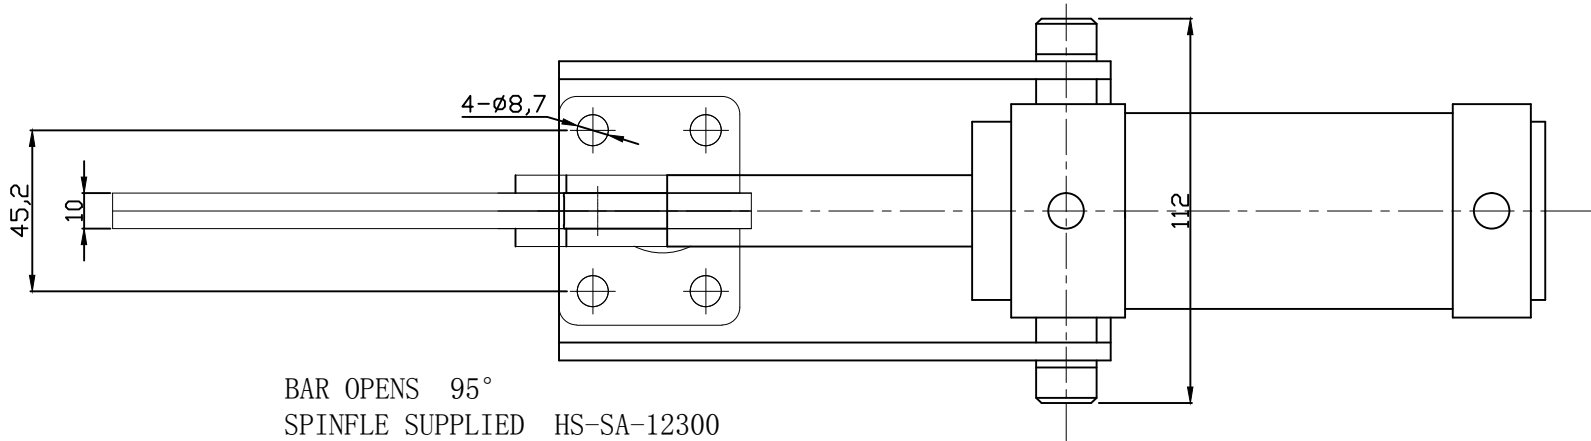 4-ø8,7
45,2
10
112
BAR OPENS 95°
SPINFLE SUPPLIED HS-SA-12300